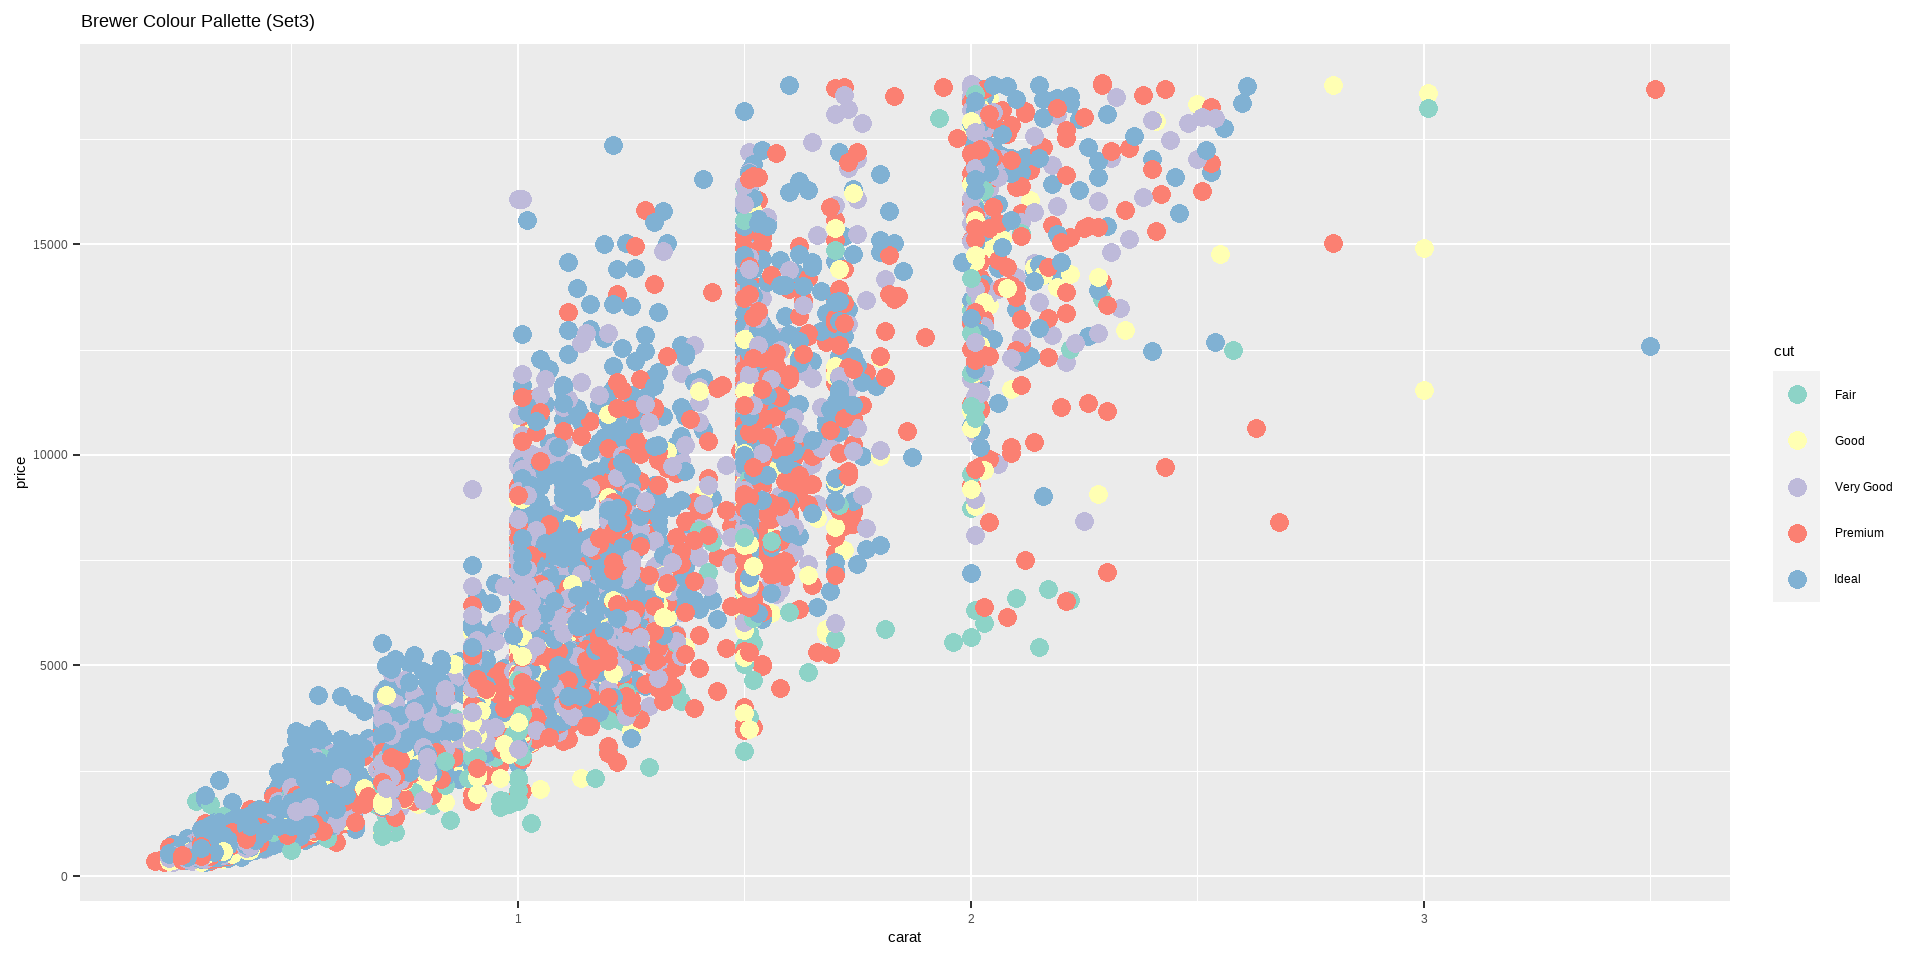 Brewer Colour Pallette (Set3)
price
15000
10000
5000
0
1
2
3
carat
cut
Fair
Good
Very Good
Premium
Ideal